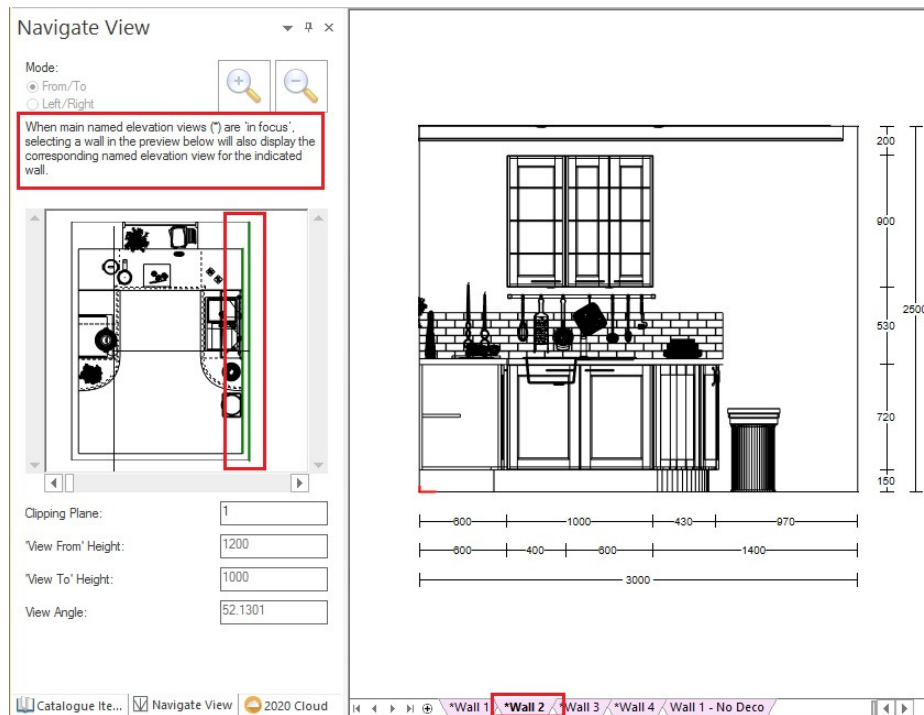 Navigate View
Mode:
From/To
Left/Right
When main named elevation views (*) are 'in focus',
selecting a wall in the preview below will also display the
corresponding named elevation view for the indicated
wall.
Clipping Plane:
1
'View From' Height:
1200
'View To' Height:
1000
View Angle:
52.1301
Catalogue Ite...
Navigate View
2020 Cloud
200
900
530
720
150
2500
600
1000
430
970
600
400
600
1400
3000
*Wall 1
*Wall 2
*Wall 3
*Wall 4
Wall 1 - No Deco